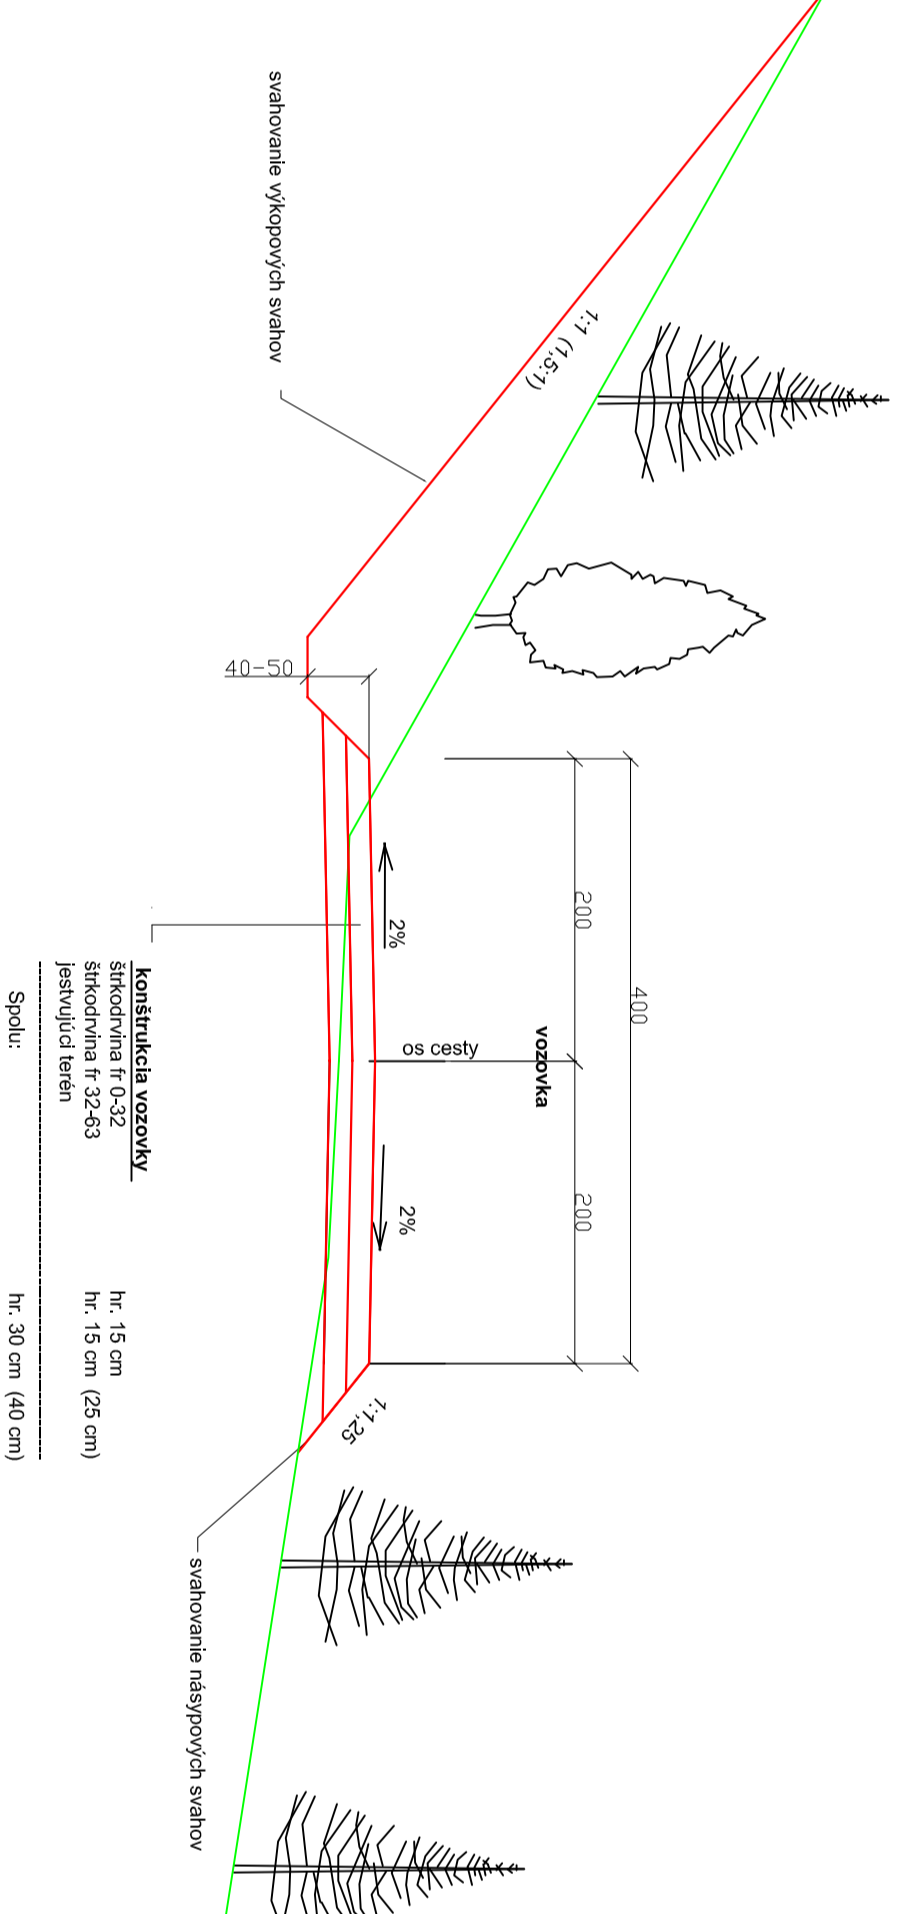 svahovanie výkopových svahov
1:1 (1,5:1)
40-50
400
200
200
vozovka
os cesty
2%
2%
1:1,25
svahovanie násypových svahov
konštrukcia vozovky
štrkodrvina fr 0-32 hr. 15 cm
štrkodrvina fr 32-63 hr. 15 cm (25 cm)
jestvujúci terén
Spolu: hr. 30 cm (40 cm)